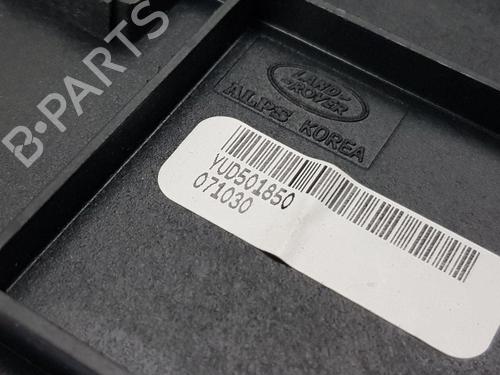 B-PARTS
LAND-
ROVER
ALPS KOREA
YUD501850
071030